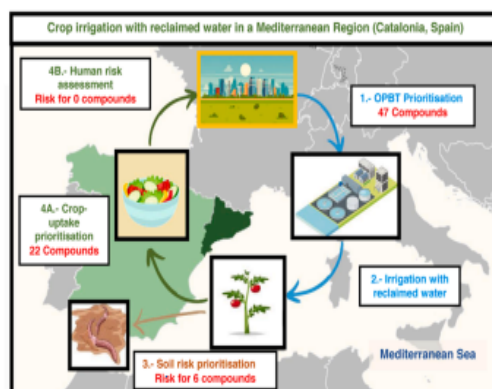 Crop irrigation with reclaimed water in a Mediterranean Region (Catalonia, Spain)
4B.- Human risk
assessment
Risk for 0 compounds
1.- OPBT Prioritisation
47 Compounds
4A.- Crop-
uptake
prioritisation
22 Compounds
2.- Irrigation with
reclaimed water
3.- Soil risk prioritisation
Risk for 6 compounds
Mediterranean Sea